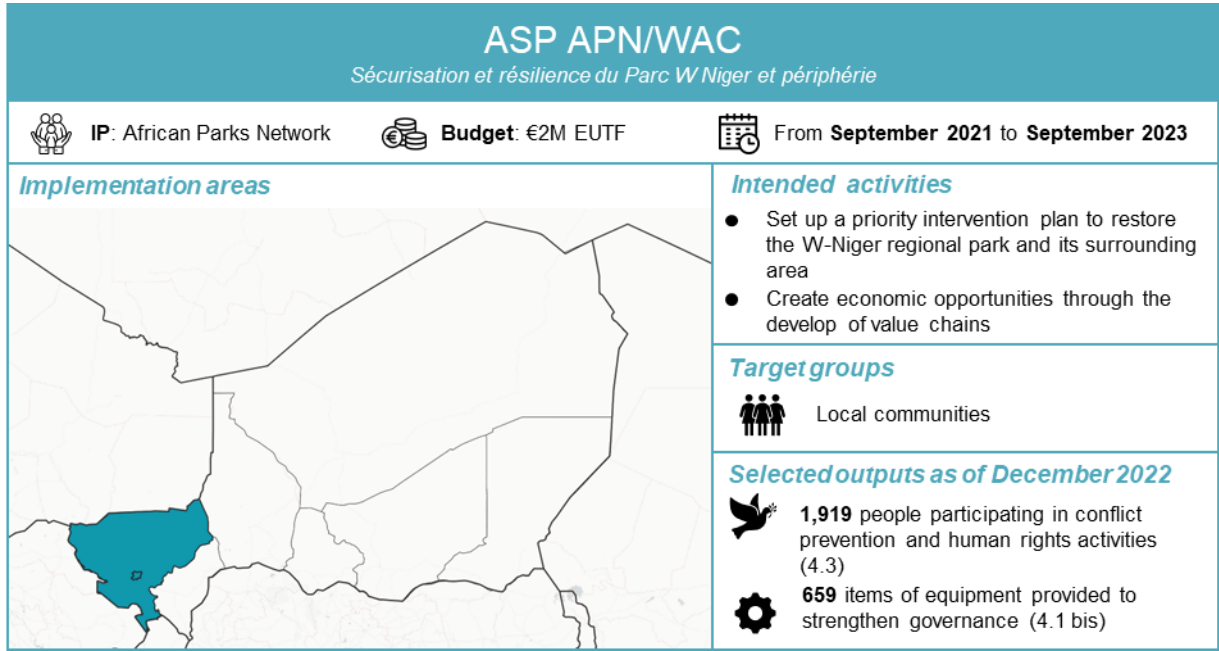 ASP APN/WAC
Sécurisation et résilience du Parc W Niger et périphérie
IP: African Parks Network
Budget: €2M EUTF
From September 2021 to September 2023
Implementation areas
Intended activities
● Set up a priority intervention plan to restore
the W-Niger regional park and its surrounding
area
● Create economic opportunities through the
develop of value chains
Target groups
Local communities
Selected outputs as of December 2022
1,919 people participating in conflict
prevention and human rights activities
(4.3)
659 items of equipment provided to
strengthen governance (4.1 bis)